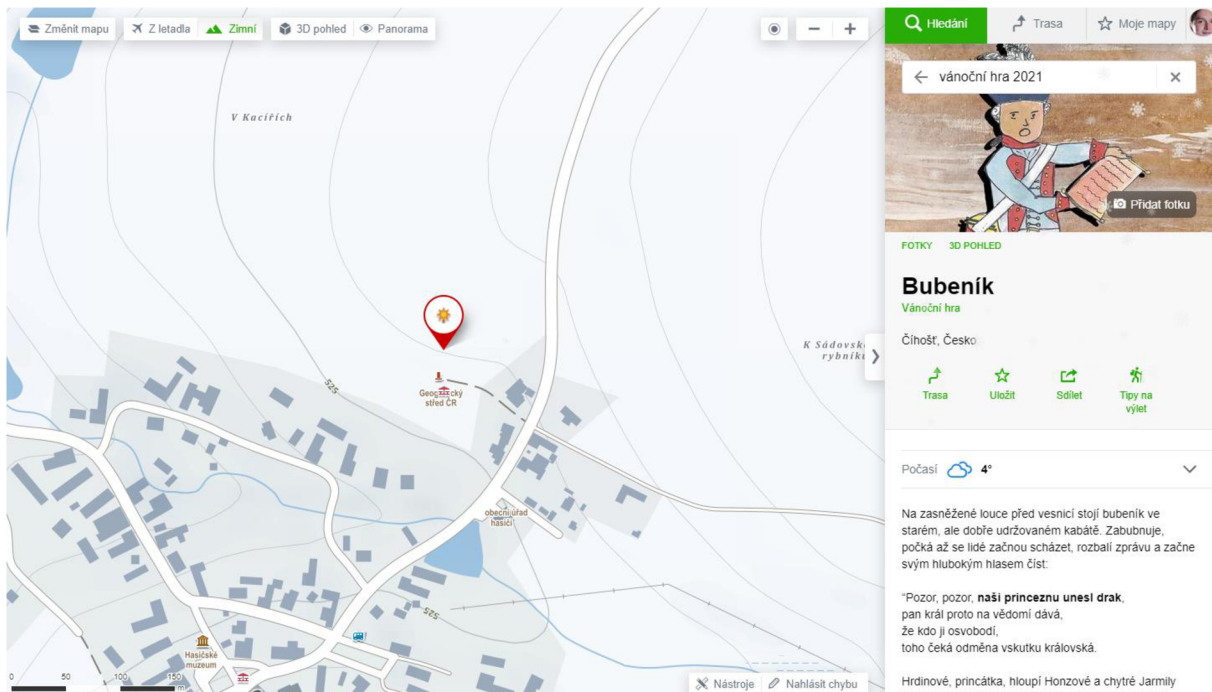 Změnit mapu
Z letadla
Zimní
3D pohled
Panorama
Hledání
Trasa
Moje mapy
vánoční hra 2021
V Kacířích
Přidat fotku
FOTKY 3D POHLED
Bubeník
Vánoční hra
Číhošť, Česko
K Sádovsk
rybník
Trasa
Uložit
Sdílet
Tipy na
výlet
525
střed ČR
Počasí 4°
obecní úřad
hasiči
Na zasněžené louce před vesnicí stojí bubeník ve
starém, ale dobře udržovaném kabátě. Zabubnuje,
počká až se lidé začnou scházet, rozbalí zprávu a začne
svým hlubokým hlasem číst:
“Pozor, pozor, naši princeznu unesl drak,
pan král proto na vědomí dává,
že kdo ji osvobodí,
toho čeká odměna vskutku královská.
525
Hasičské
muzeum
0 50 100 150
m
Nástroje
Nahlásit chybu
Hrdinové, princátka, hloupí Honzové a chytré Jarmily